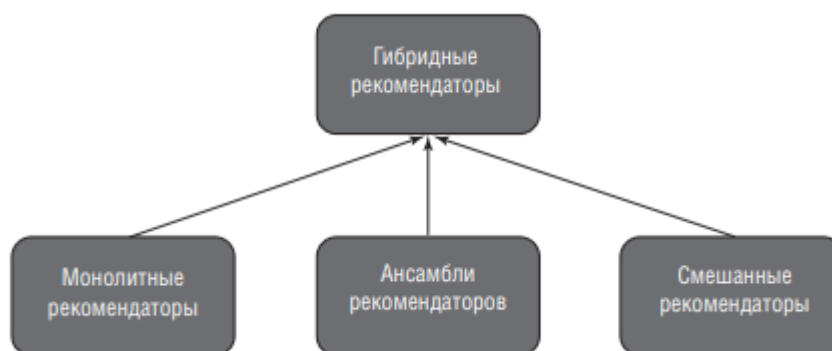 Гибридные
рекомендаторы
Монолитные
рекомендаторы
Ансамбли
рекомендаторов
Смешанные
рекомендаторы